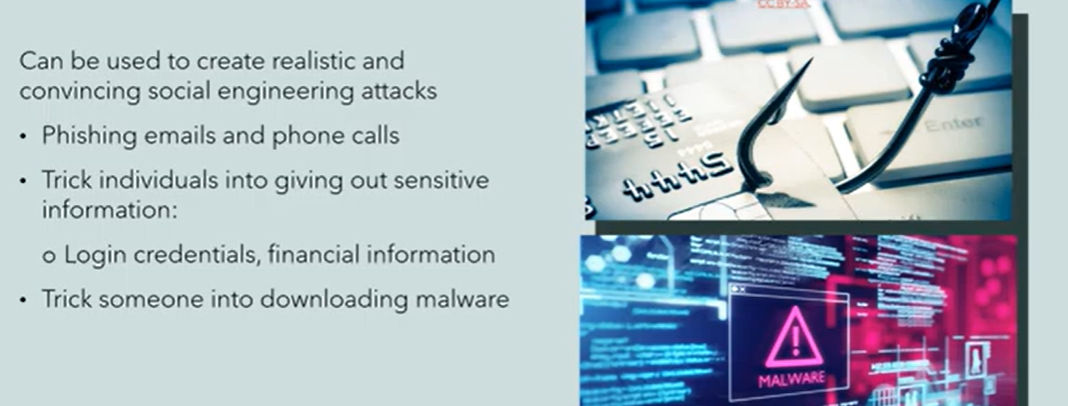 CC BY-SA
Can be used to create realistic and
convincing social engineering attacks
• Phishing emails and phone calls
• Trick individuals into giving out sensitive
information:
o Login credentials, financial information
• Trick someone into downloading malware
Enter
5444
MALWARE